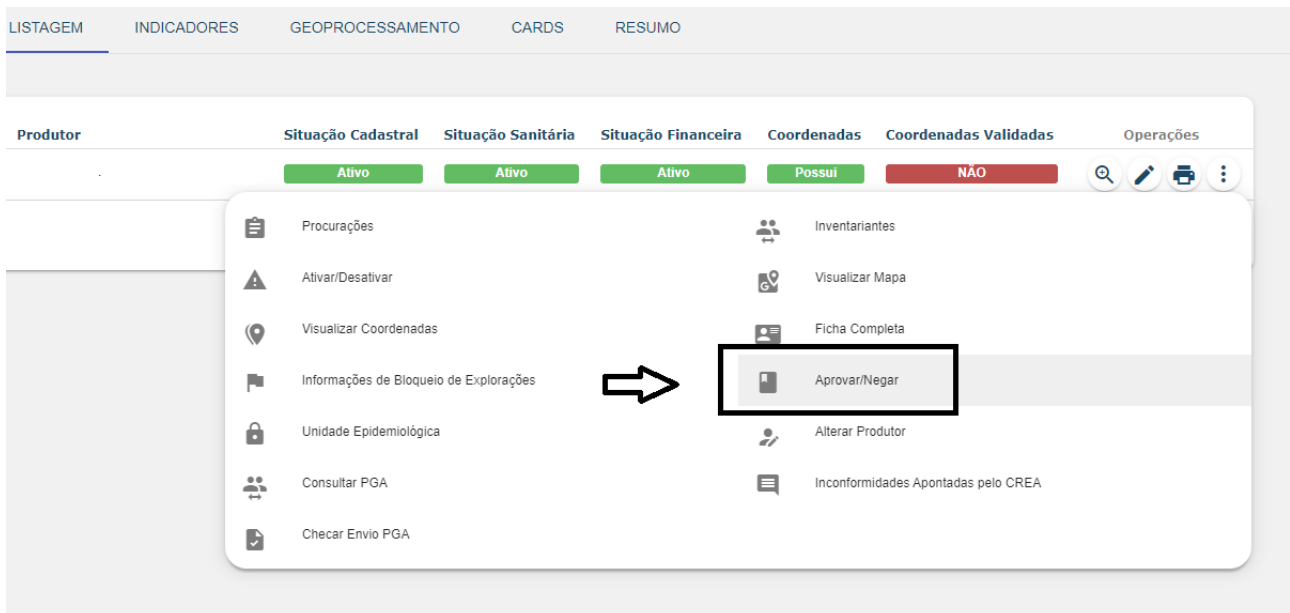 LISTAGEM INDICADORES GEOPROCESSAMENTO CARDS RESUMO
Produtor Situação Cadastral Situação Sanitária Situação Financeira Coordenadas Coordenadas Validadas Operações
Ativo Ativo Ativo Possui NÃO
Procurações Inventariantes
Ativar/Desativar Visualizar Mapa
Visualizar Coordenadas Ficha Completa
Informações de Bloqueio de Explorações Aprovar/Negar
Unidade Epidemiológica Alterar Produtor
Consultar PGA Inconformidades Apontadas pelo CREA
Checar Envio PGA